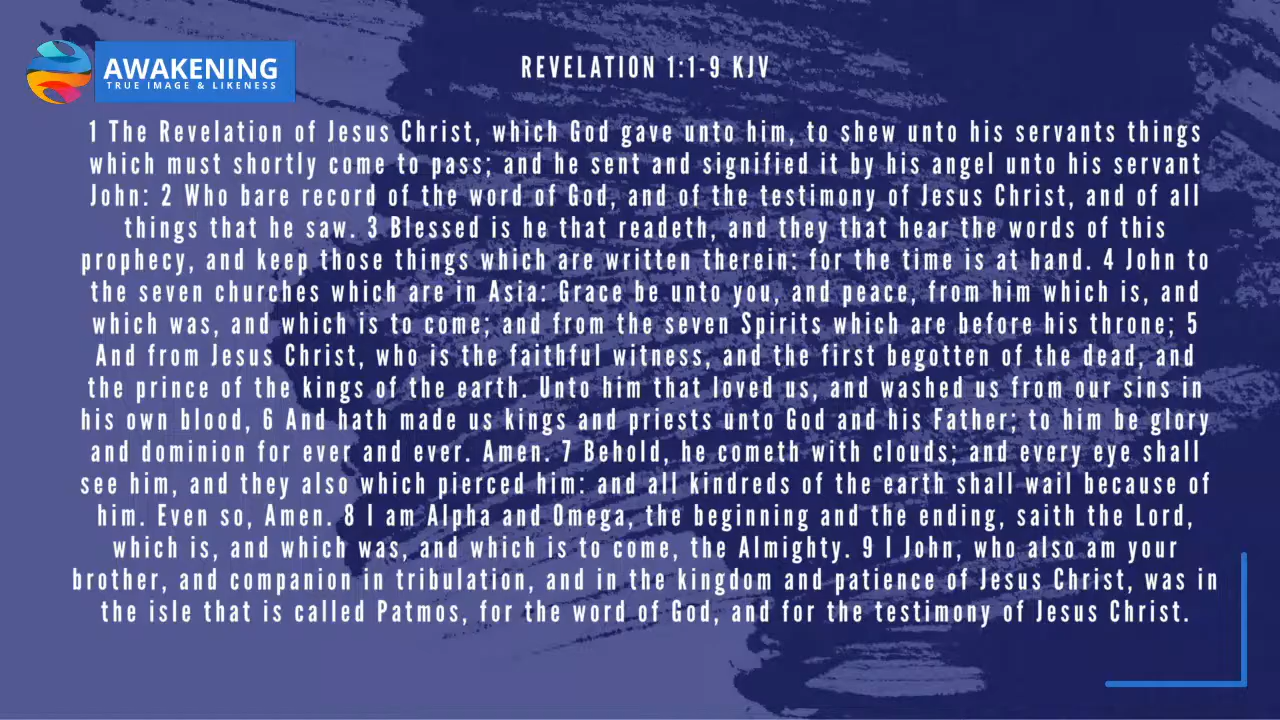 AWAKENING
TRUE IMAGE & LIKENESS
REVELATION 1:1-9 KJV
1 The Revelation of Jesus Christ, which God gave unto him, to shew unto his servants things
which must shortly come to pass; and he sent and signified it by his angel unto his servant
John: 2 Who bare record of the word of God, and of the testimony of Jesus Christ, and of all
things that he saw. 3 Blessed is he that readeth, and they that hear the words of this
prophecy, and keep those things which are written therein: for the time is at hand. 4 John to
the seven churches which are in Asia: Grace be unto you, and peace, from him which is, and
which was, and which is to come; and from the seven Spirits which are before his throne; 5
And from Jesus Christ, who is the faithful witness, and the first begotten of the dead, and
the prince of the kings of the earth. Unto him that loved us, and washed us from our sins in
his own blood, 6 And hath made us kings and priests unto God and his Father; to him be glory
and dominion for ever and ever. Amen. 7 Behold, he cometh with clouds; and every eye shall
see him, and they also which pierced him: and all kindreds of the earth shall wail because of
him. Even so, Amen. 8 I am Alpha and Omega, the beginning and the ending, saith the Lord,
which is, and which was, and which is to come, the Almighty. 9 I John, who also am your
brother, and companion in tribulation, and in the kingdom and patience of Jesus Christ, was in
the isle that is called Patmos, for the word of God, and for the testimony of Jesus Christ.